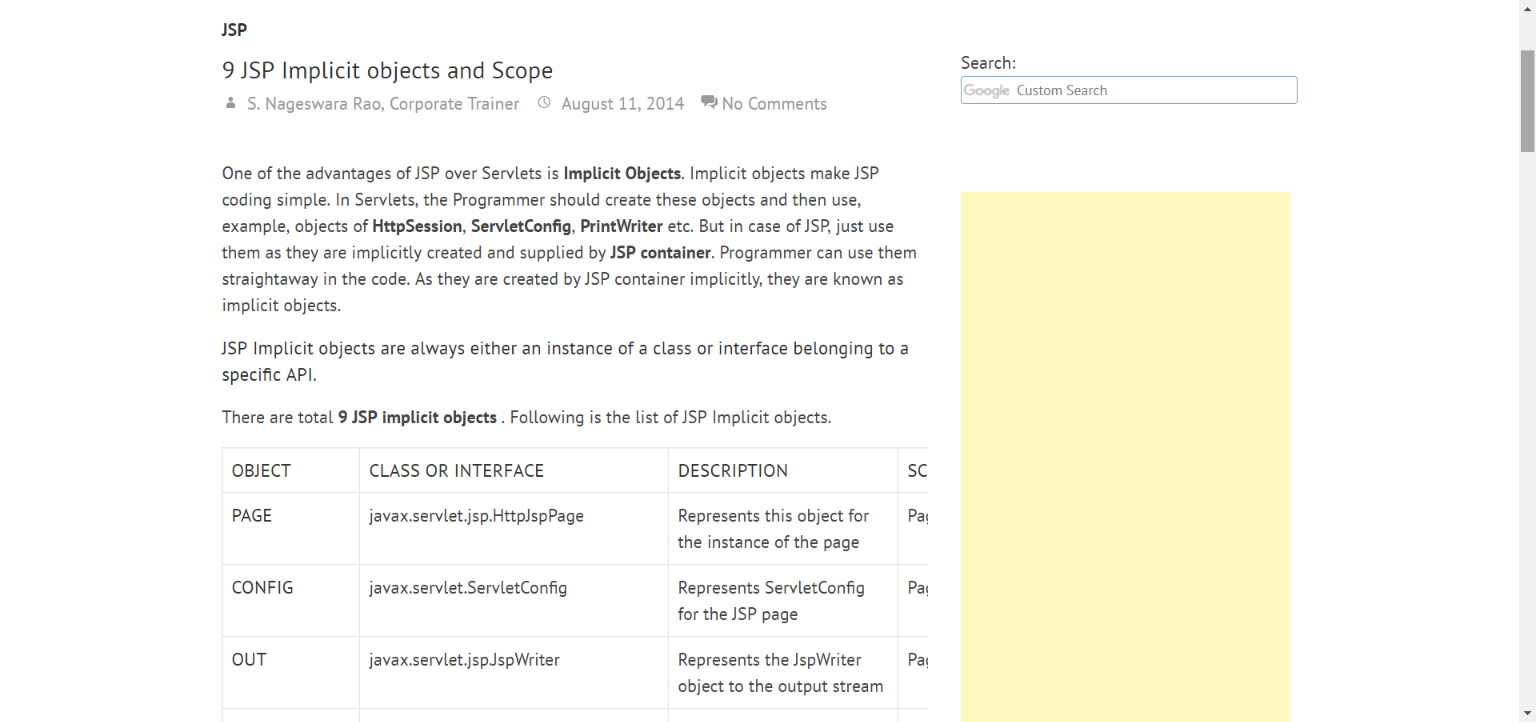 JSP
9 JSP Implicit objects and Scope
S. Nageswara Rao, Corporate Trainer August 11, 2014 No Comments
Search:
Google Custom Search
One of the advantages of JSP over Servlets is Implicit Objects. Implicit objects make JSP
coding simple. In Servlets, the Programmer should create these objects and then use,
example, objects of HttpSession, ServletConfig, PrintWriter etc. But in case of JSP, just use
them as they are implicitly created and supplied by JSP container. Programmer can use them
straightaway in the code. As they are created by JSP container implicitly, they are known as
implicit objects.
JSP Implicit objects are always either an instance of a class or interface belonging to a
specific API.
There are total 9 JSP implicit objects . Following is the list of JSP Implicit objects.
OBJECT CLASS OR INTERFACE DESCRIPTION SC
PAGE javax.servlet.jsp.HttpJspPage Represents this object for
the instance of the page
CONFIG javax.servlet.ServletConfig Represents ServletConfig
for the JSP page
OUT javax.servlet.jsp.JspWriter Represents the JspWriter
object to the output stream